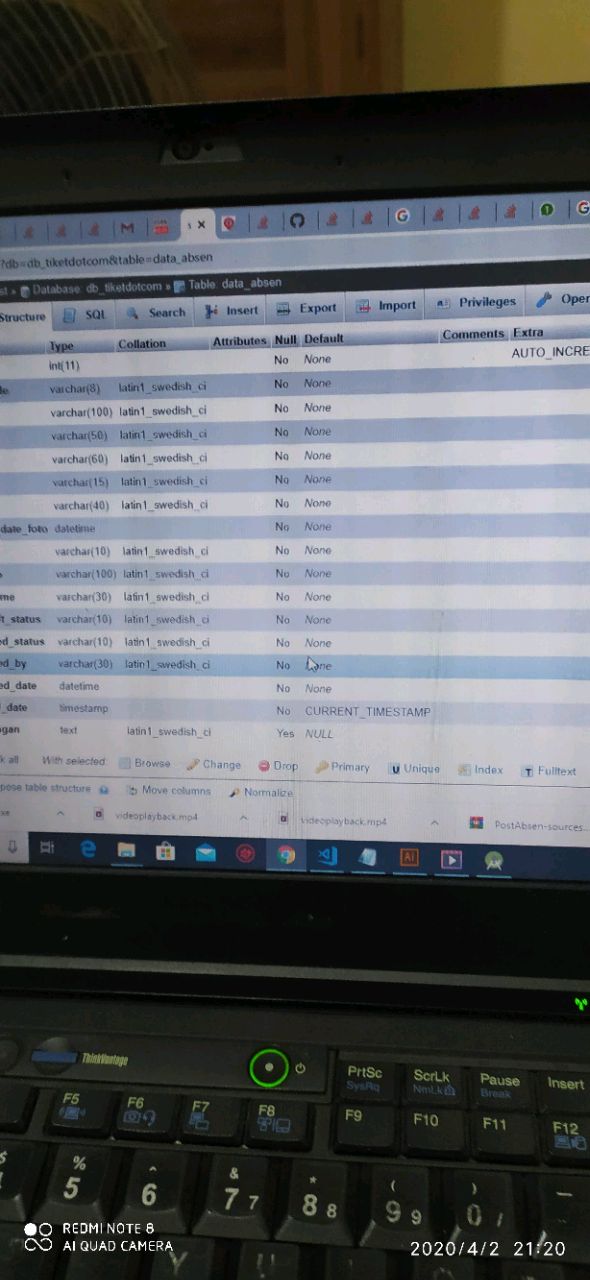 ?db=db_tiketdotcom&table=data_absen
Database: db_tiketdotcom » Table: data_absen
Structure SQL Search Insert Export Import Privileges Oper
Type Collation Attributes Null Default Comments Extra
int(11) No None AUTO_INCRE
varchar(8) latin1_swedish_ci No None
varchar(100) latin1_swedish_ci No None
varchar(50) latin1_swedish_ci No None
varchar(60) latin1_swedish_ci No None
varchar(15) latin1_swedish_ci No None
varchar(40) latin1_swedish_ci No None
date_foto datetime No None
varchar(10) latin1_swedish_ci No None
varchar(100) latin1_swedish_ci No None
me varchar(30) latin1_swedish_ci No None
t_status varchar(10) latin1_swedish_ci No None
ed_status varchar(10) latin1_swedish_ci No None
ed_by varchar(30) latin1_swedish_ci No None
ed_date datetime No None
_date timestamp No CURRENT_TIMESTAMP
gan text latin1_swedish_ci Yes NULL
k all With selected: Browse Change Drop Primary Unique Index Fulltext
pose table structure Move columns Normalize
videoplayback.mp4 videoplayback.mp4 PostAbsen-sources...
ThinkVantage
PrtSc ScrLk Pause Insert
SysRq NmLk Break
F5 F6 F7 F8 F9 F10 F11 F12
$ % ^ & * ( ) _
5 6 7 7 8 8 9 9 0 /
Y U
REDMI NOTE 8
AI QUAD CAMERA
2020/4/2 21:20